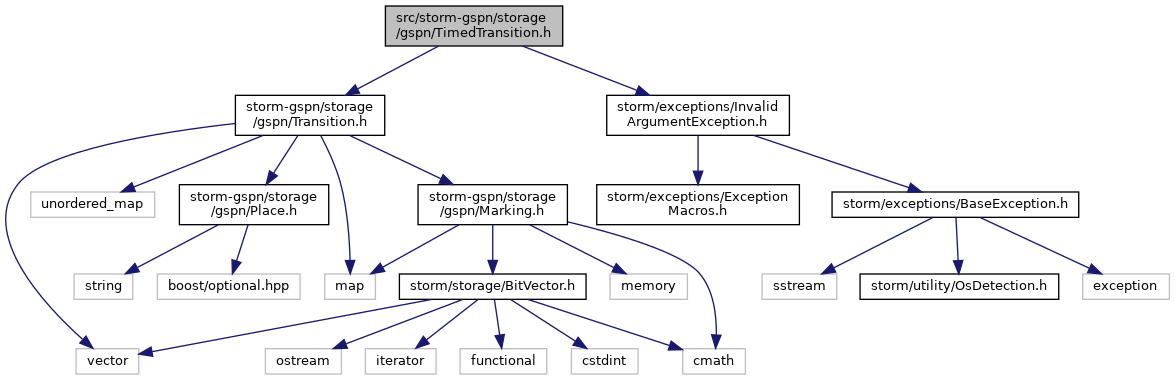 src/storm-gspn/storage
/gspn/TimedTransition.h
storm-gspn/storage
/gspn/Transition.h
storm/exceptions/Invalid
ArgumentException.h
unordered_map
storm-gspn/storage
/gspn/Place.h
storm-gspn/storage
/gspn/Marking.h
storm/exceptions/Exception
Macros.h
storm/exceptions/BaseException.h
string
boost/optional.hpp
map
storm/storage/BitVector.h
memory
sstream
storm/utility/OsDetection.h
exception
vector
ostream
iterator
functional
cstdint
cmath